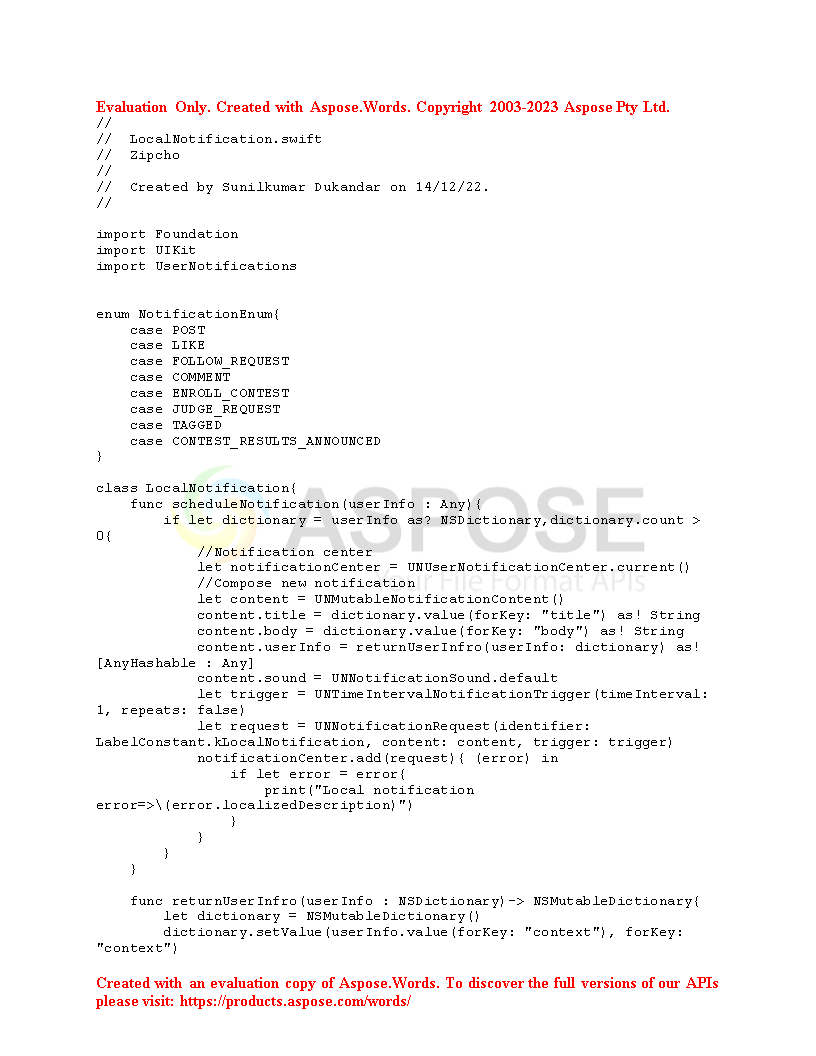 Evaluation Only. Created with Aspose.Words. Copyright 2003-2023 Aspose Pty Ltd.
//
//  LocalNotification.swift
//  Zipcho
//
//  Created by Sunilkumar Dukandar on 14/12/22.
//

import Foundation
import UIKit
import UserNotifications


enum NotificationEnum{
    case POST
    case LIKE
    case FOLLOW_REQUEST
    case COMMENT
    case ENROLL_CONTEST
    case JUDGE_REQUEST
    case TAGGED
    case CONTEST_RESULTS_ANNOUNCED
}

class LocalNotification{
    func scheduleNotification(userInfo : Any){
        if let dictionary = userInfo as? NSDictionary,dictionary.count >
0{
            //Notification center
            let notificationCenter = UNUserNotificationCenter.current()
            //Compose new notification
            let content = UNMutableNotificationContent()
            content.title = dictionary.value(forKey: "title") as! String
            content.body = dictionary.value(forKey: "body") as! String
            content.userInfo = returnUserInfro(userInfo: dictionary) as!
[AnyHashable : Any]
            content.sound = UNNotificationSound.default
            let trigger = UNTimeIntervalNotificationTrigger(timeInterval:
1, repeats: false)
            let request = UNNotificationRequest(identifier:
LabelConstant.kLocalNotification, content: content, trigger: trigger)
            notificationCenter.add(request){ (error) in
                if let error = error{
                    print("Local notification
error=>\(error.localizedDescription)")
                }
            }
        }
    }

    func returnUserInfro(userInfo : NSDictionary)-> NSMutableDictionary{
        let dictionary = NSMutableDictionary()
        dictionary.setValue(userInfo.value(forKey: "context"), forKey:
"context")
ASPOSE
Your File Format APIs
Created with an evaluation copy of Aspose.Words. To discover the full versions of our APIs
please visit: https://products.aspose.com/words/